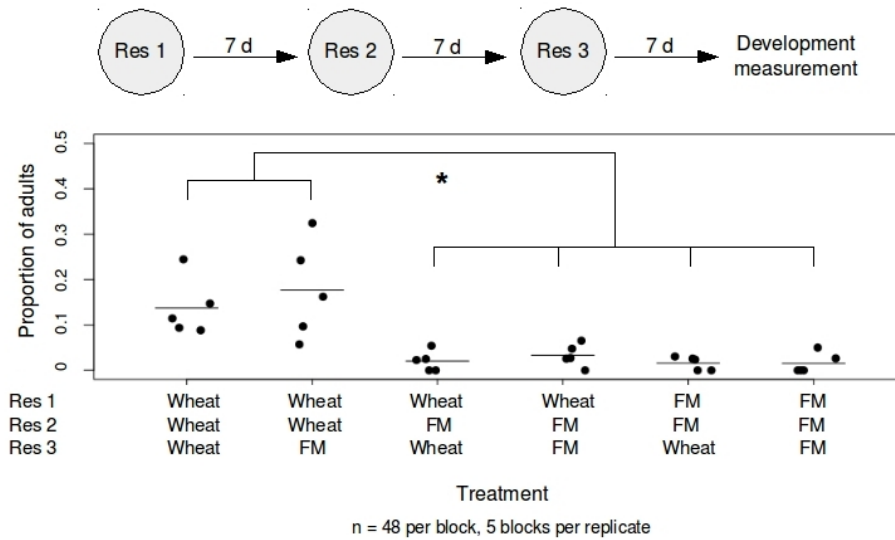 Res 1 7 d Res 2 7 d Res 3 7 d Development measurement
Proportion of adults
0.5
0.4
0.3
0.2
0.1
0
*
Res 1 Wheat Wheat Wheat Wheat FM FM
Res 2 Wheat Wheat FM FM FM FM
Res 3 Wheat FM Wheat FM Wheat FM
Treatment
n = 48 per block, 5 blocks per replicate